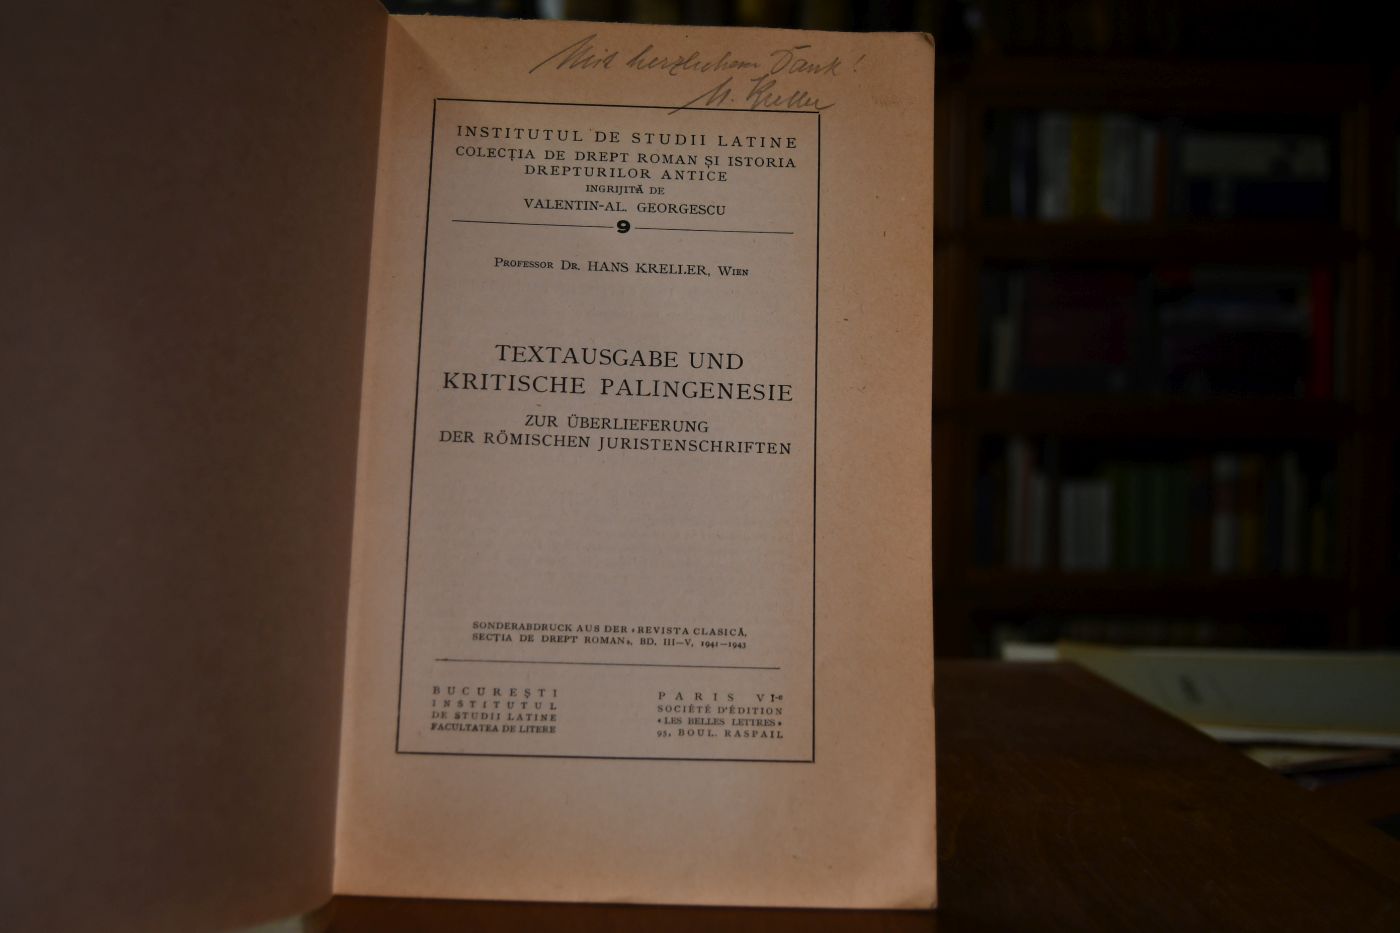 Mit herzlichem Dank!
H. Kreller
INSTITUTUL DE STUDII LATINE
COLECȚIA DE DREPT ROMAN ȘI ISTORIA
DREPTURILOR ANTICE
INGRIJITĂ DE
VALENTIN-AL. GEORGESCU
9
PROFESSOR DR. HANS KRELLER, WIEN
TEXTAUSGABE UND
KRITISCHE PALINGENESIE
ZUR ÜBERLIEFERUNG
DER RÖMISCHEN JURISTENSCHRIFTEN
SONDERABDRUCK AUS DER «REVISTA CLASICĂ,
SECȚIA DE DREPT ROMAN», BD. III—V, 1941—1943
BUCUREȘTI
INSTITUTUL
DE STUDII LATINE
FACULTATEA DE LITERE
PARIS VI-e
SOCIÉTÉ D'ÉDITION
«LES BELLES LETTRES»
95, BOUL. RASPAIL